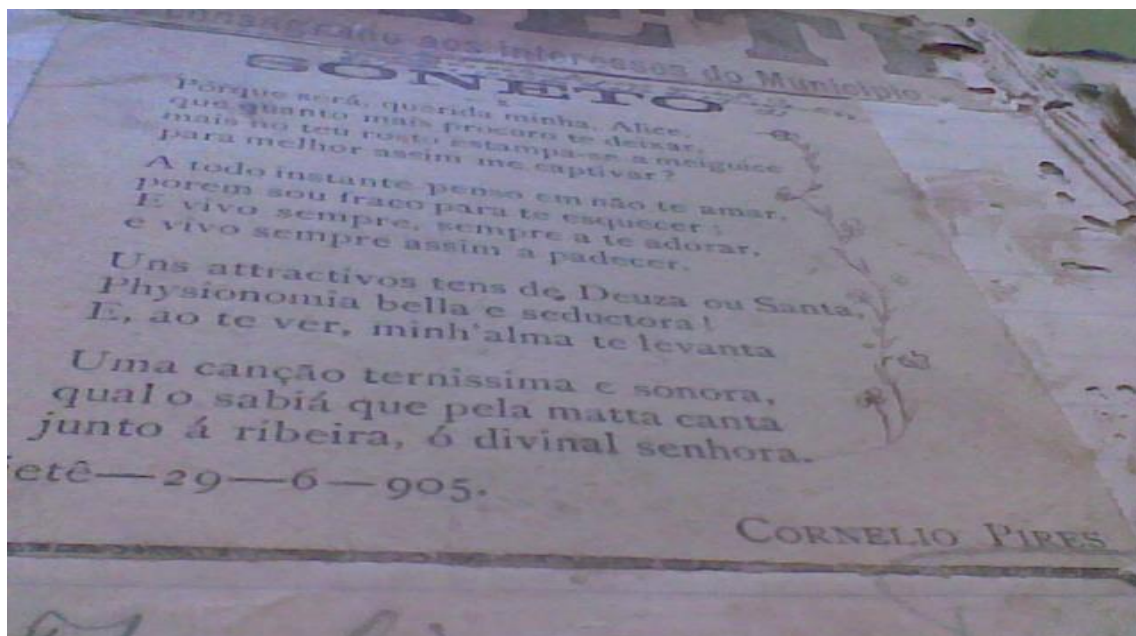 Consagrado aos interesses do Municipio
SONETO
Porque será, querida minha, Alice,
que quanto mais procuro te deixar,
mais no teu rosto estampa-se a meiguice
para melhor assim me captivar?
A todo instante penso em não te amar,
porem sou fraco para te esquecer;
E vivo sempre, sempre a te adorar,
e vivo sempre assim a padecer.
Uns attractivos tens de Deuza ou Santa,
Physionomia bella e seductora!
E, ao te ver, minh'alma te levanta
Uma canção ternissima e sonora,
qual o sabiá que pela matta canta
junto á ribeira, ó divinal senhora.
etê—29—6—905.
CORNELIO PIRES